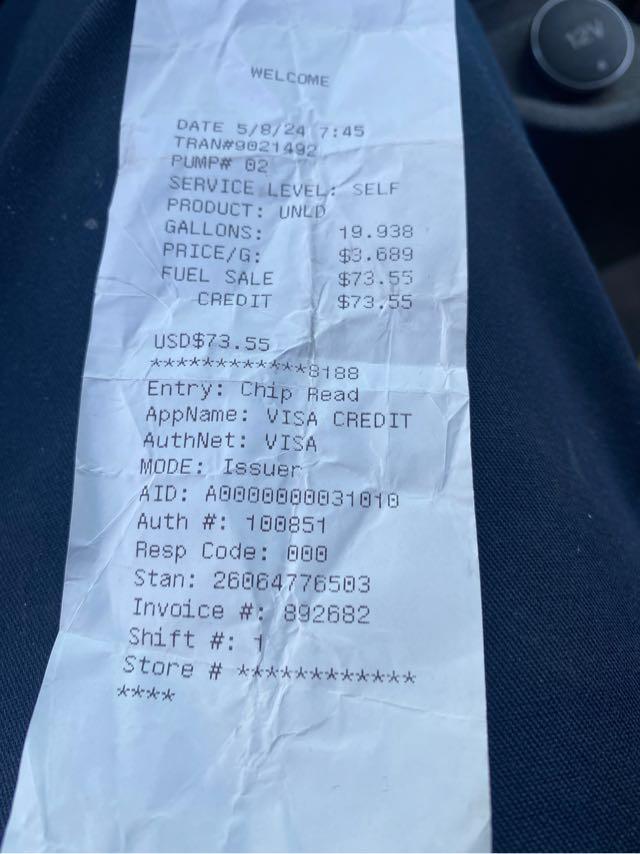 12V
WELCOME
DATE 5/8/24 7:45
TRAN#9021492
PUMP# 02
SERVICE LEVEL: SELF
PRODUCT: UNLD
GALLONS: 19.938
PRICE/G: $3.689
FUEL SALE $73.55
CREDIT $73.55
USD$73.55
************8188
Entry: Chip Read
AppName: VISA CREDIT
AuthNet: VISA
MODE: Issuer
AID: A0000000031010
Auth #: 100851
Resp Code: 000
Stan: 26064776503
Invoice #: 892682
Shift #: 1
Store # ************
****